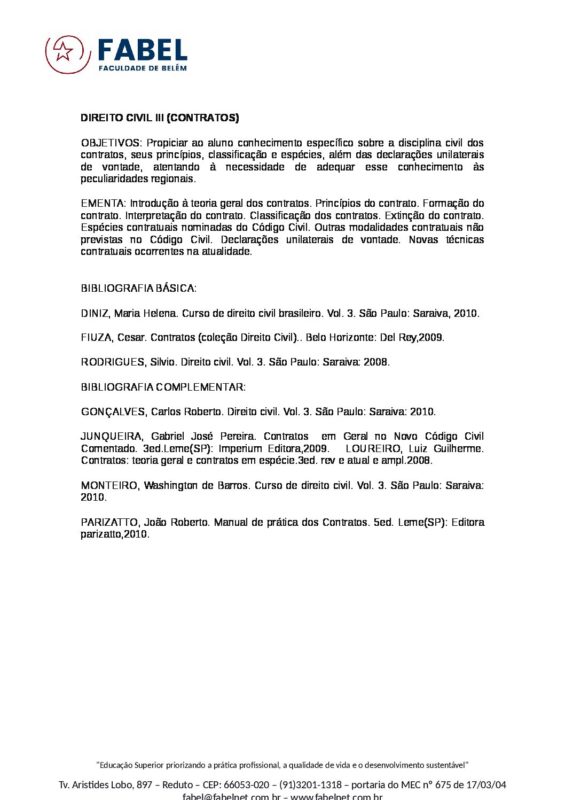 FABEL
FACULDADE DE BELÉM
DIREITO CIVIL III (CONTRATOS)
OBJETIVOS: Propiciar ao aluno conhecimento específico sobre a disciplina civil dos
contratos, seus princípios, classificação e espécies, além das declarações unilaterais
de vontade, atentando à necessidade de adequar esse conhecimento às
peculiaridades regionais.
EMENTA: Introdução à teoria geral dos contratos. Princípios do contrato. Formação do
contrato. Interpretação do contrato. Classificação dos contratos. Extinção do contrato.
Espécies contratuais nominadas do Código Civil. Outras modalidades contratuais não
previstas no Código Civil. Declarações unilaterais de vontade. Novas técnicas
contratuais ocorrentes na atualidade.
BIBLIOGRAFIA BÁSICA:
DINIZ, Maria Helena. Curso de direito civil brasileiro. Vol. 3. São Paulo: Saraiva, 2010.
FIUZA, Cesar. Contratos (coleção Direito Civil).. Belo Horizonte: Del Rey,2009.
RODRIGUES, Silvio. Direito civil. Vol. 3. São Paulo: Saraiva: 2008.
BIBLIOGRAFIA COMPLEMENTAR:
GONÇALVES, Carlos Roberto. Direito civil. Vol. 3. São Paulo: Saraiva: 2010.
JUNQUEIRA, Gabriel José Pereira. Contratos em Geral no Novo Código Civil
Comentado. 3ed.Leme(SP): Imperium Editora,2009. LOUREIRO, Luiz Guilherme.
Contratos: teoria geral e contratos em espécie.3ed. rev e atual e ampl.2008.
MONTEIRO, Washington de Barros. Curso de direito civil. Vol. 3. São Paulo: Saraiva:
2010.
PARIZATTO, João Roberto. Manual de prática dos Contratos. 5ed. Leme(SP): Editora
parizatto,2010.
"Educação Superior priorizando a prática profissional, a qualidade de vida e o desenvolvimento sustentável"
Tv. Aristides Lobo, 897 – Reduto – CEP: 66053-020 – (91)3201-1318 – portaria do MEC nº 675 de 17/03/04
fabel@fabelnet.com.br – www.fabelnet.com.br